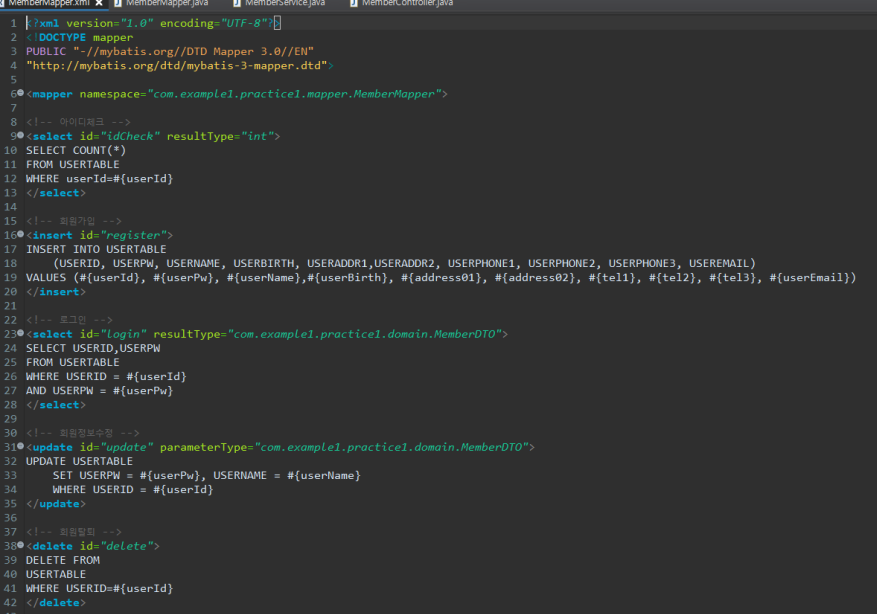 MemberMapper.xml MemberMapper.java MemberService.java MemberController.java
1 <?xml version="1.0" encoding="UTF-8"?>
2 <!DOCTYPE mapper
3 PUBLIC "-//mybatis.org//DTD Mapper 3.0//EN"
4 "http://mybatis.org/dtd/mybatis-3-mapper.dtd">
5
6 <mapper namespace="com.example1.practice1.mapper.MemberMapper">
7
8 <!-- 아이디체크 -->
9 <select id="idCheck" resultType="int">
10 SELECT COUNT(*)
11 FROM USERTABLE
12 WHERE userId=#{userId}
13 </select>
14
15 <!-- 회원가입 -->
16 <insert id="register">
17 INSERT INTO USERTABLE
18 (USERID, USERPW, USERNAME, USERBIRTH, USERADDR1,USERADDR2, USERPHONE1, USERPHONE2, USERPHONE3, USEREMAIL)
19 VALUES (#{userId}, #{userPw}, #{userName},#{userBirth}, #{address01}, #{address02}, #{tel1}, #{tel2}, #{tel3}, #{userEmail})
20 </insert>
21
22 <!-- 로그인 -->
23 <select id="login" resultType="com.example1.practice1.domain.MemberDTO">
24 SELECT USERID,USERPW
25 FROM USERTABLE
26 WHERE USERID = #{userId}
27 AND USERPW = #{userPw}
28 </select>
29
30 <!-- 회원정보수정 -->
31 <update id="update" parameterType="com.example1.practice1.domain.MemberDTO">
32 UPDATE USERTABLE
33 SET USERPW = #{userPw}, USERNAME = #{userName}
34 WHERE USERID = #{userId}
35 </update>
36
37 <!-- 회원탈퇴 -->
38 <delete id="delete">
39 DELETE FROM
40 USERTABLE
41 WHERE USERID=#{userId}
42 </delete>